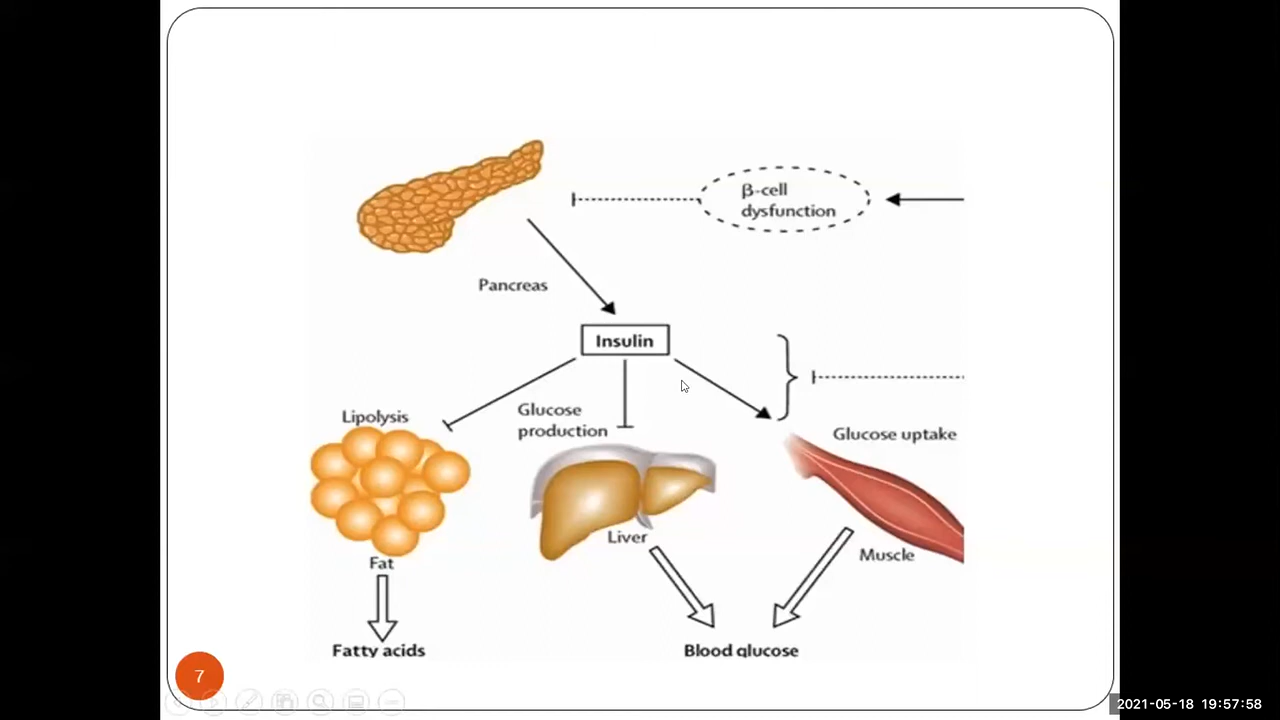 β-cell
dysfunction
Pancreas
Insulin
Lipolysis
Glucose
production
Glucose uptake
Liver
Fat
Muscle
Fatty acids
Blood glucose
7
2021-05-18 19:57:58